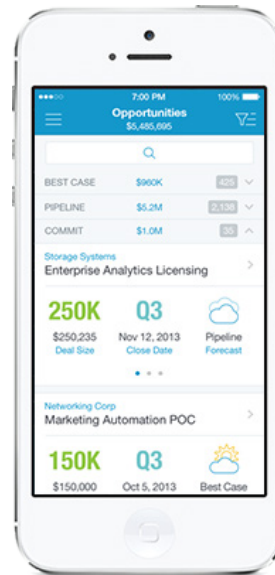 7:00 PM 100%
Opportunities
$5,485,695
BEST CASE $960K 425
PIPELINE $5.2M 2,138
COMMIT $1.0M 35
Storage Systems
Enterprise Analytics Licensing
250K Q3
$250,235 Nov 12, 2013 Pipeline
Deal Size Close Date Forecast
Networking Corp
Marketing Automation POC
150K Q3
$150,000 Oct 5, 2013 Best Case